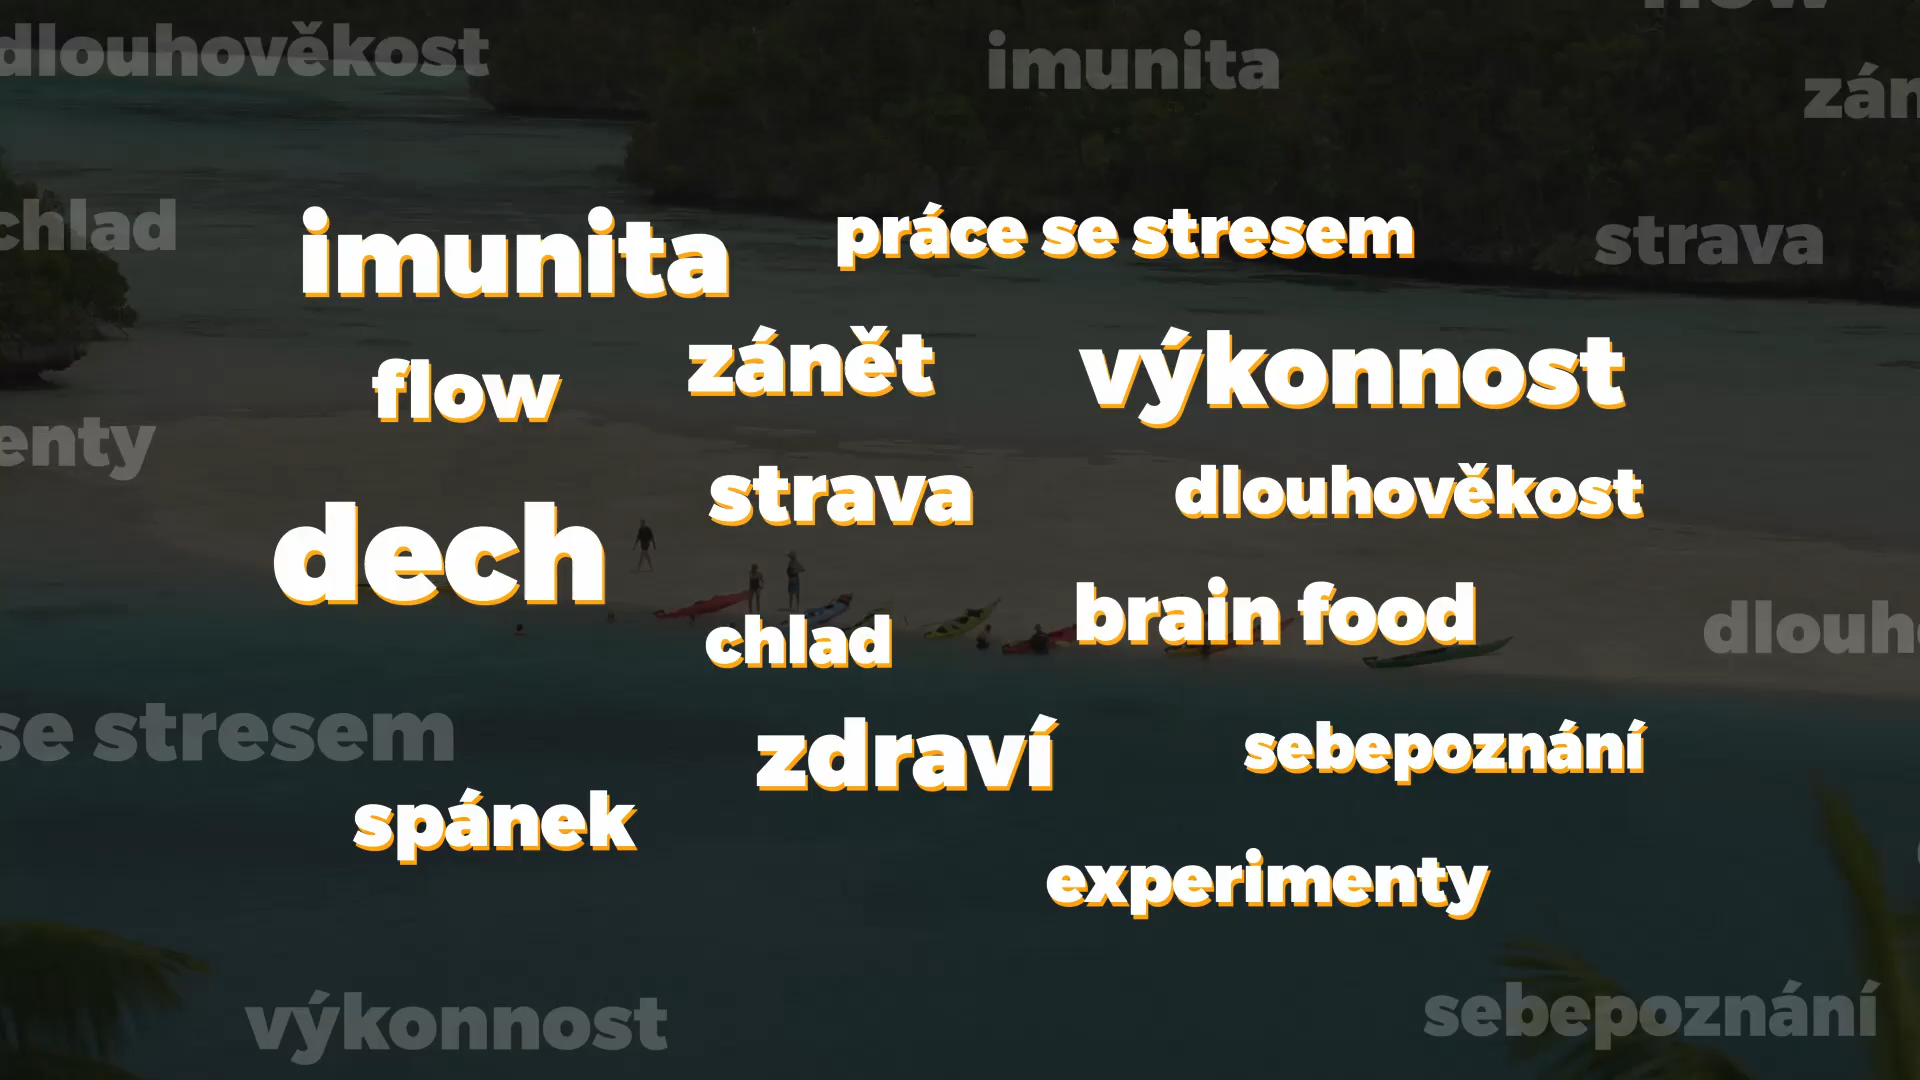 dlouhověkost
imunita
chlad
strava
imunita
práce se stresem
flow
zánět
výkonnost
enty
strava
dlouhověkost
dech
brain food
chlad
dlouh
se stresem
zdraví
sebepoznání
spánek
experimenty
výkonnost
sebepoznání